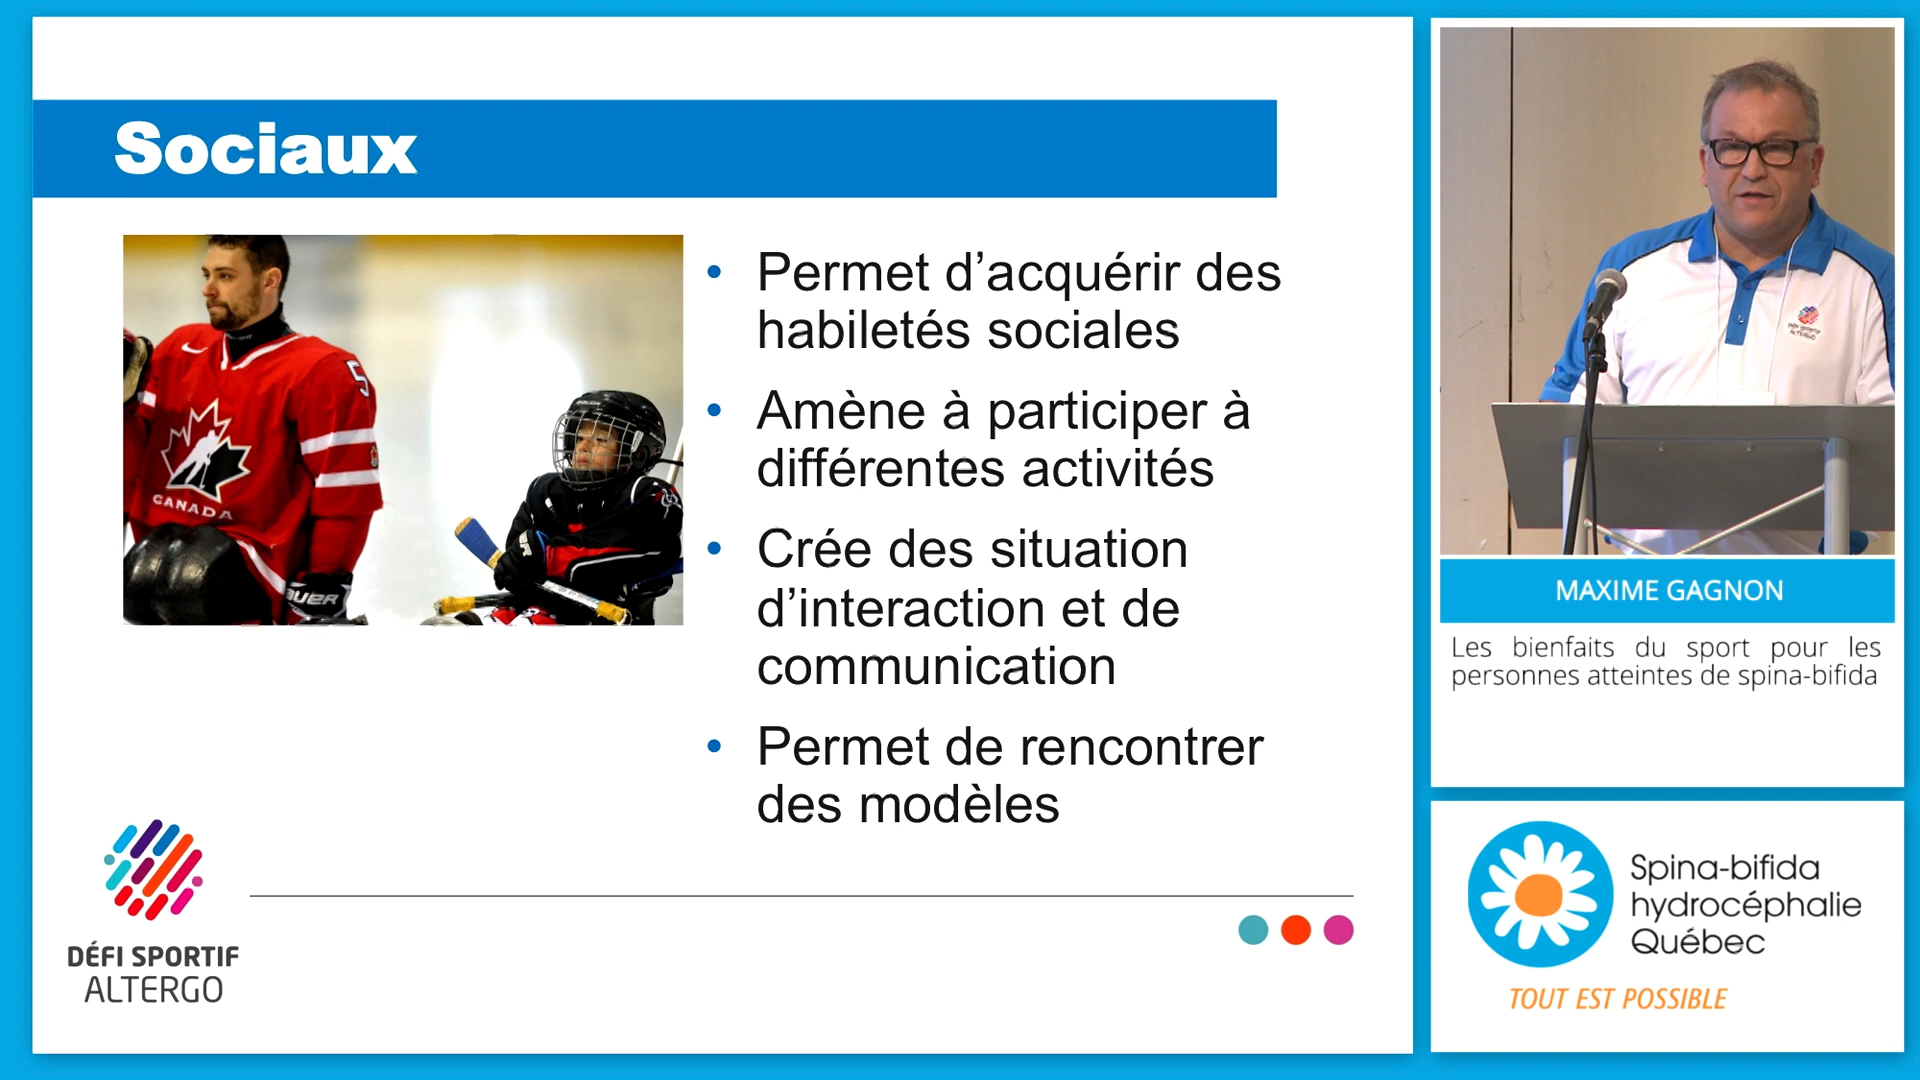 Sociaux
• Permet d’acquérir des
habiletés sociales
• Amène à participer à
différentes activités
• Crée des situation
d’interaction et de
communication
• Permet de rencontrer
des modèles
5
CANADA
BAUER
DÉFI SPORTIF
ALTERGO
MAXIME GAGNON
Les bienfaits du sport pour les
personnes atteintes de spina-bifida
Spina-bifida
hydrocéphalie
Québec
TOUT EST POSSIBLE